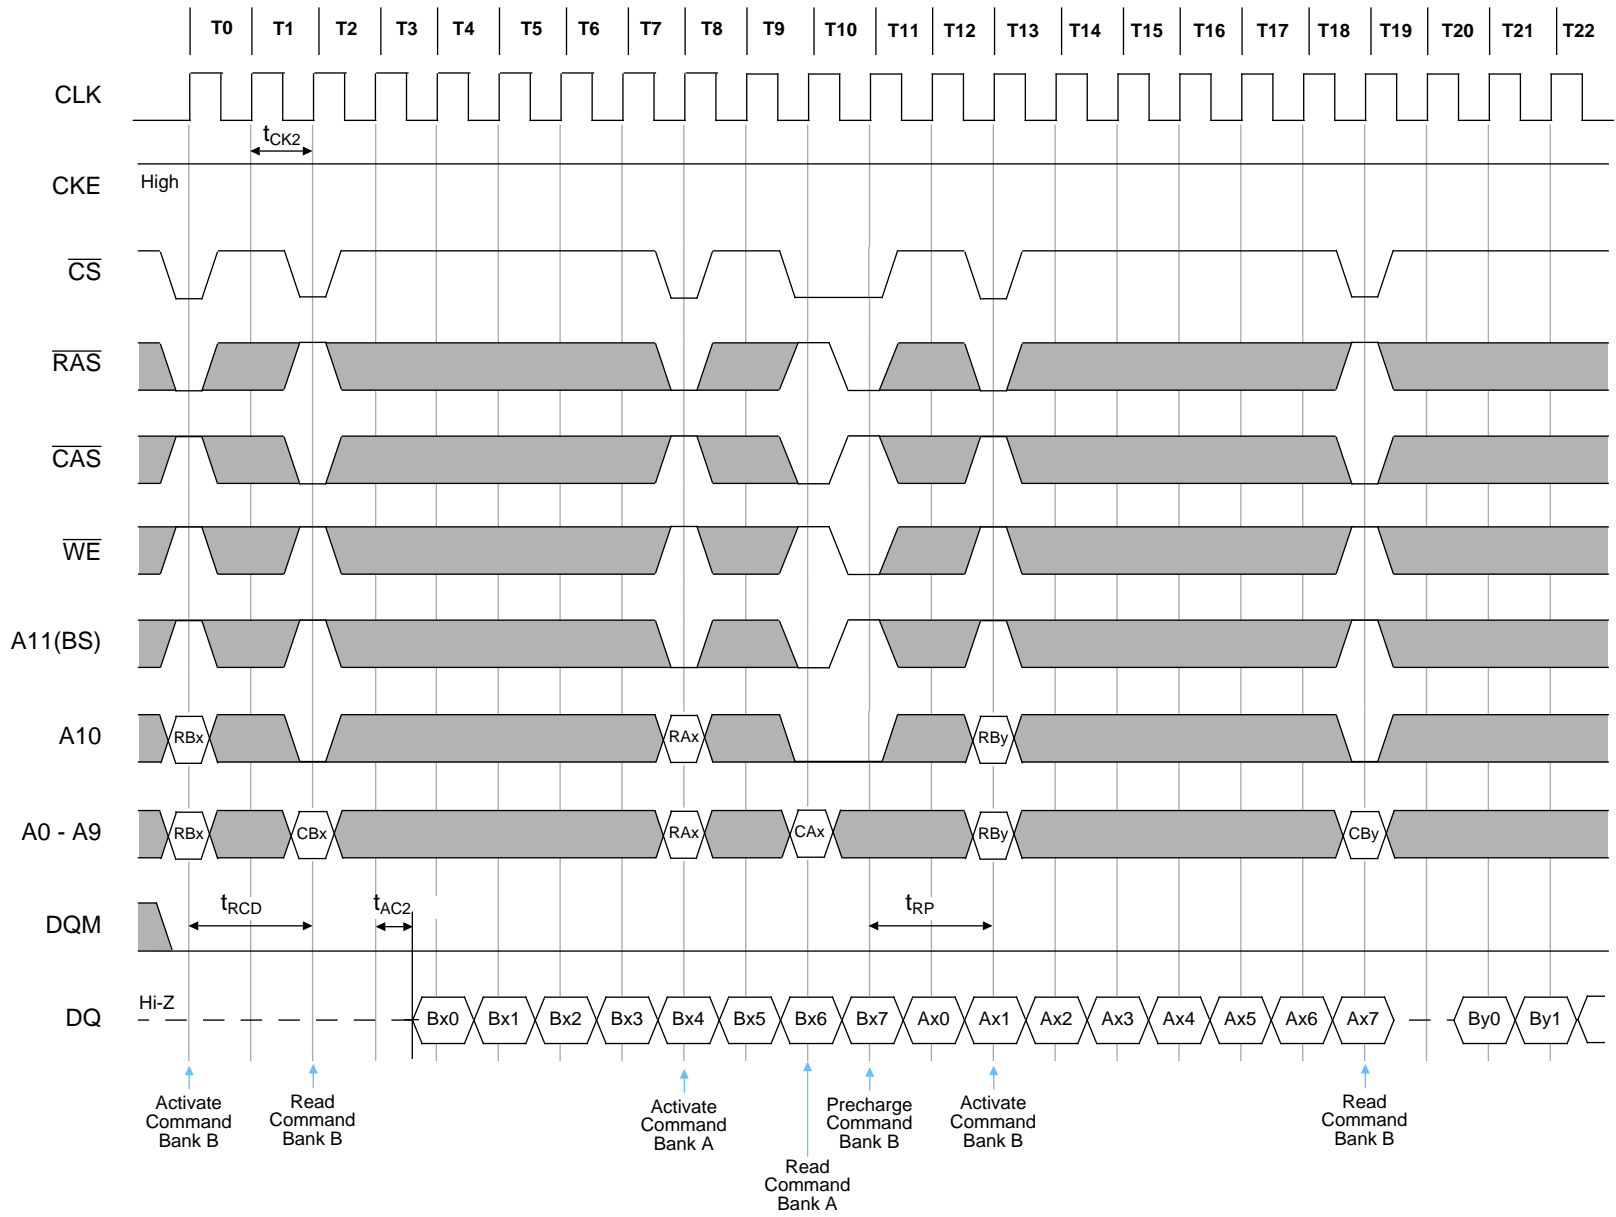 T0 T1 T2 T3 T4 T5 T6 T7 T8 T9 T10 T11 T12 T13 T14 T15 T16 T17 T18 T19 T20 T21 T22
CLK
tCK2
CKE High
CS
RAS
CAS
WE
A11(BS)
A10 RBx RAx RBy
A0 - A9 RBx CBx RAx CAx RBy CBy
DQM tRCD tAC2 tRP
Hi-Z
DQ Bx0 Bx1 Bx2 Bx3 Bx4 Bx5 Bx6 Bx7 Ax0 Ax1 Ax2 Ax3 Ax4 Ax5 Ax6 Ax7 By0 By1
Activate
Command
Bank B
Read
Command
Bank B
Activate
Command
Bank A
Read
Command
Bank A
Precharge
Command
Bank B
Activate
Command
Bank B
Read
Command
Bank B